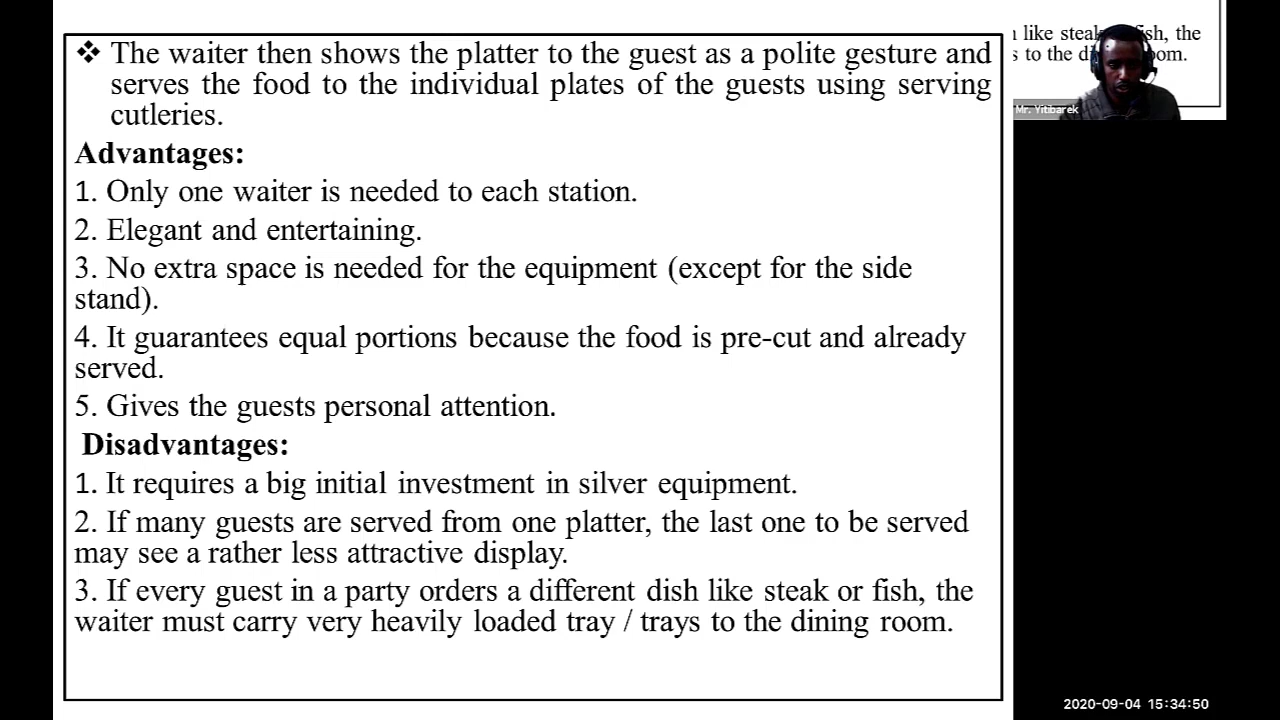 ❖ The waiter then shows the platter to the guest as a polite gesture and
serves the food to the individual plates of the guests using serving
cutleries.
Advantages:
1. Only one waiter is needed to each station.
2. Elegant and entertaining.
3. No extra space is needed for the equipment (except for the side
stand).
4. It guarantees equal portions because the food is pre-cut and already
served.
5. Gives the guests personal attention.
Disadvantages:
1. It requires a big initial investment in silver equipment.
2. If many guests are served from one platter, the last one to be served
may see a rather less attractive display.
3. If every guest in a party orders a different dish like steak or fish, the
waiter must carry very heavily loaded tray / trays to the dining room.
like steak fish, the
s to the
Mr. Yitibarek
2020-09-04 15:34:50